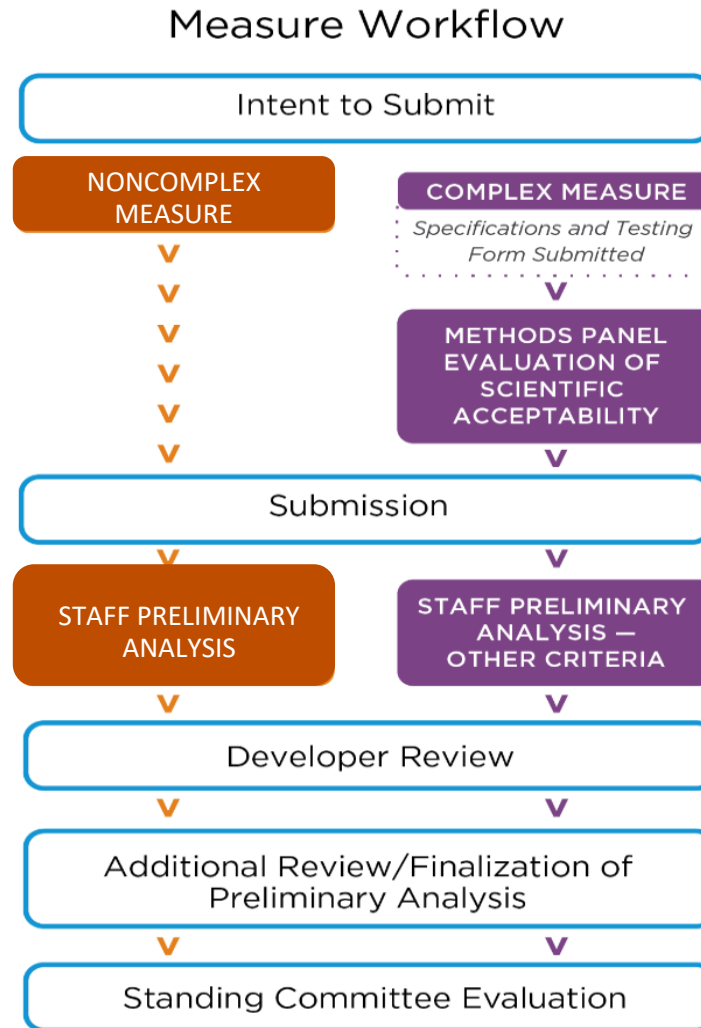 Measure Workflow
Intent to Submit
NONCOMPLEX
MEASURE
COMPLEX MEASURE
Specifications and Testing
Form Submitted
METHODS PANEL
EVALUATION OF
SCIENTIFIC
ACCEPTABILITY
Submission
STAFF PRELIMINARY
ANALYSIS
STAFF PRELIMINARY
ANALYSIS —
OTHER CRITERIA
Developer Review
Additional Review/Finalization of
Preliminary Analysis
Standing Committee Evaluation